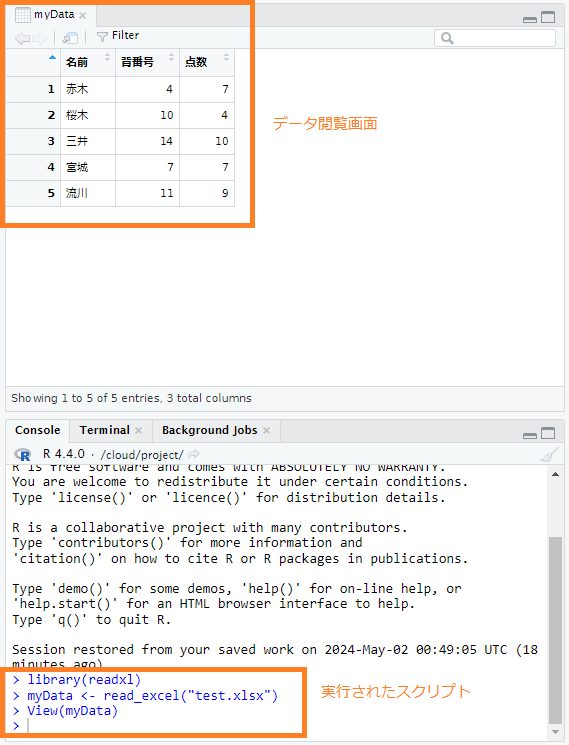 myData
Filter
名前 背番号 点数
1 赤木 4 7
2 桜木 10 4
3 三井 14 10
4 宮城 7 7
5 流川 11 9
データ閲覧画面
Showing 1 to 5 of 5 entries, 3 total columns
Console Terminal Background Jobs
R R 4.4.0 · /cloud/project/
R is free software and comes with ABSOLUTELY NO WARRANTY.
You are welcome to redistribute it under certain conditions.
Type 'license()' or 'licence()' for distribution details.
R is a collaborative project with many contributors.
Type 'contributors()' for more information and
'citation()' on how to cite R or R packages in publications.
Type 'demo()' for some demos, 'help()' for on-line help, or
'help.start()' for an HTML browser interface to help.
Type 'q()' to quit R.
Session restored from your saved work on 2024-May-02 00:49:05 UTC (18
minutes ago)
> library(readxl)
> myData <- read_excel("test.xlsx")
> View(myData)
>
実行されたスクリプト